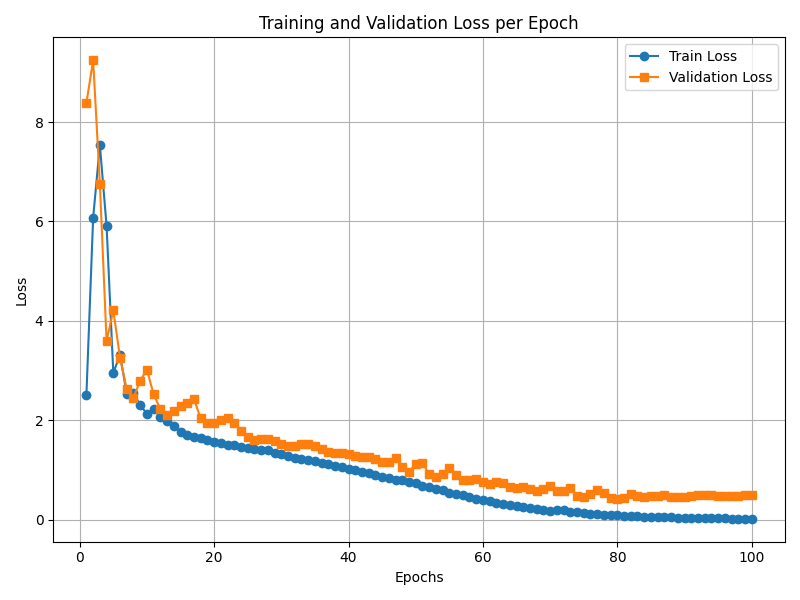 Training and Validation Loss per Epoch
Train Loss
Validation Loss
Loss
8
6
4
2
0
0 20 40 60 80 100
Epochs